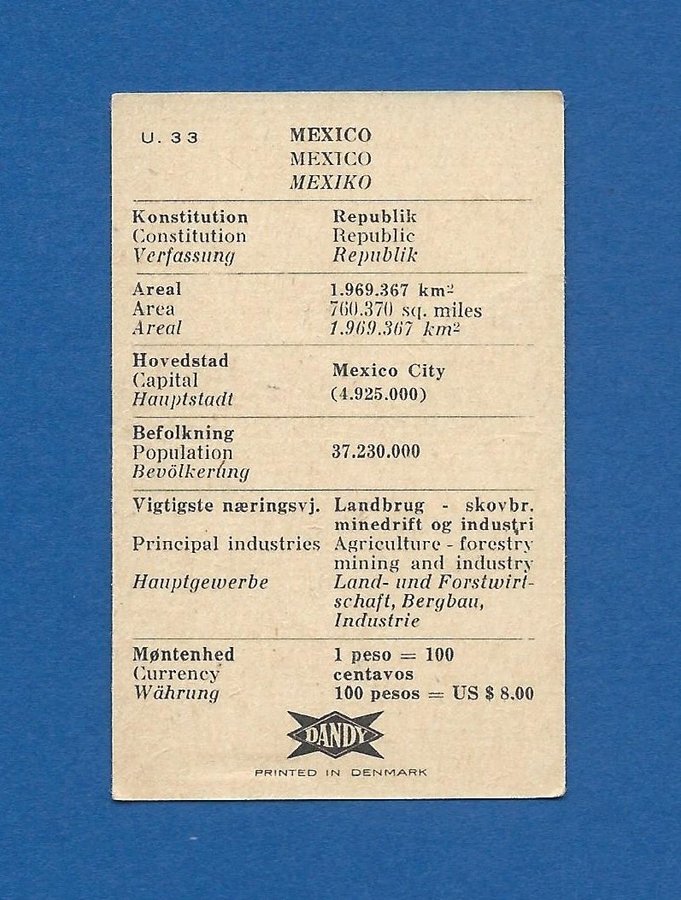 U. 33 MEXICO
MEXICO
MEXIKO
Konstitution Republik
Constitution Republic
Verfassung Republik
Areal 1.969.367 km²
Area 760.370 sq. miles
Areal 1.969.367 km²
Hovedstad
Capital
Hauptstadt
Mexico City
(4.925.000)
Befolkning
Population 37.230.000
Bevölkerung
Vigtigste næringsvj. Landbrug - skovbr.
minedrift og industri
Principal industries Agriculture - forestry
mining and industry
Hauptgewerbe Land- und Forstwirt-
schaft, Bergbau,
Industrie
Møntenhed 1 peso = 100
Currency centavos
Währung 100 pesos = US $ 8.00
DANDY
PRINTED IN DENMARK